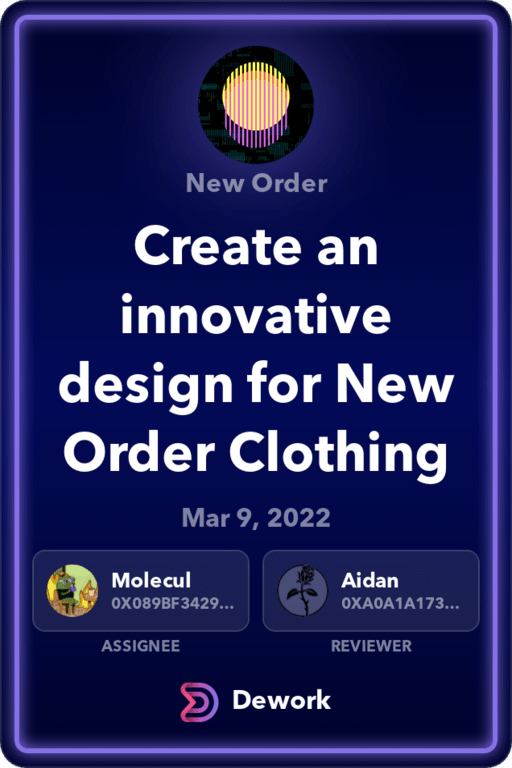 New Order
Create an
innovative
design for New
Order Clothing
Mar 9, 2022
Molecul
0X089BF3429...
ASSIGNEE
Aidan
0XA0A1A173...
REVIEWER
Dework